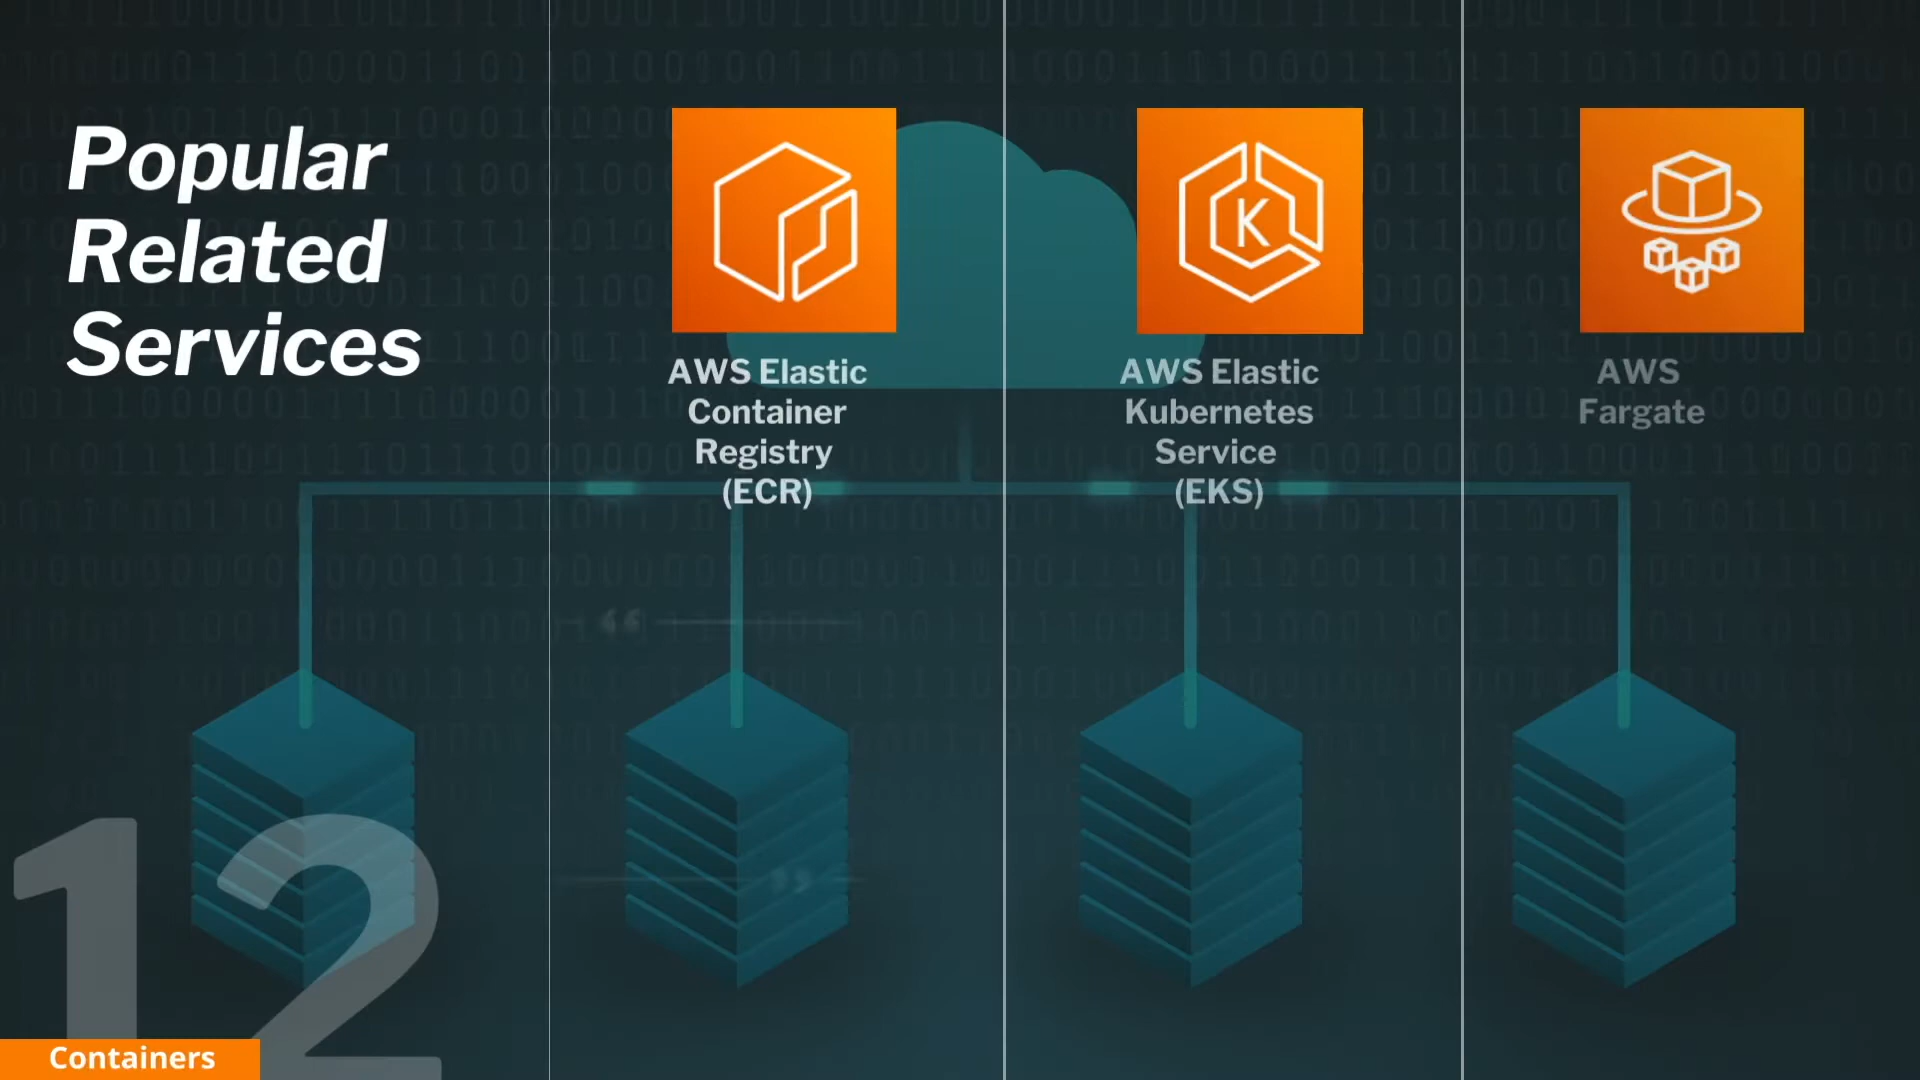 Popular
Related
Services
K
AWS Elastic
Container
Registry
(ECR)
AWS Elastic
Kubernetes
Service
(EKS)
AWS
Fargate
12
Containers